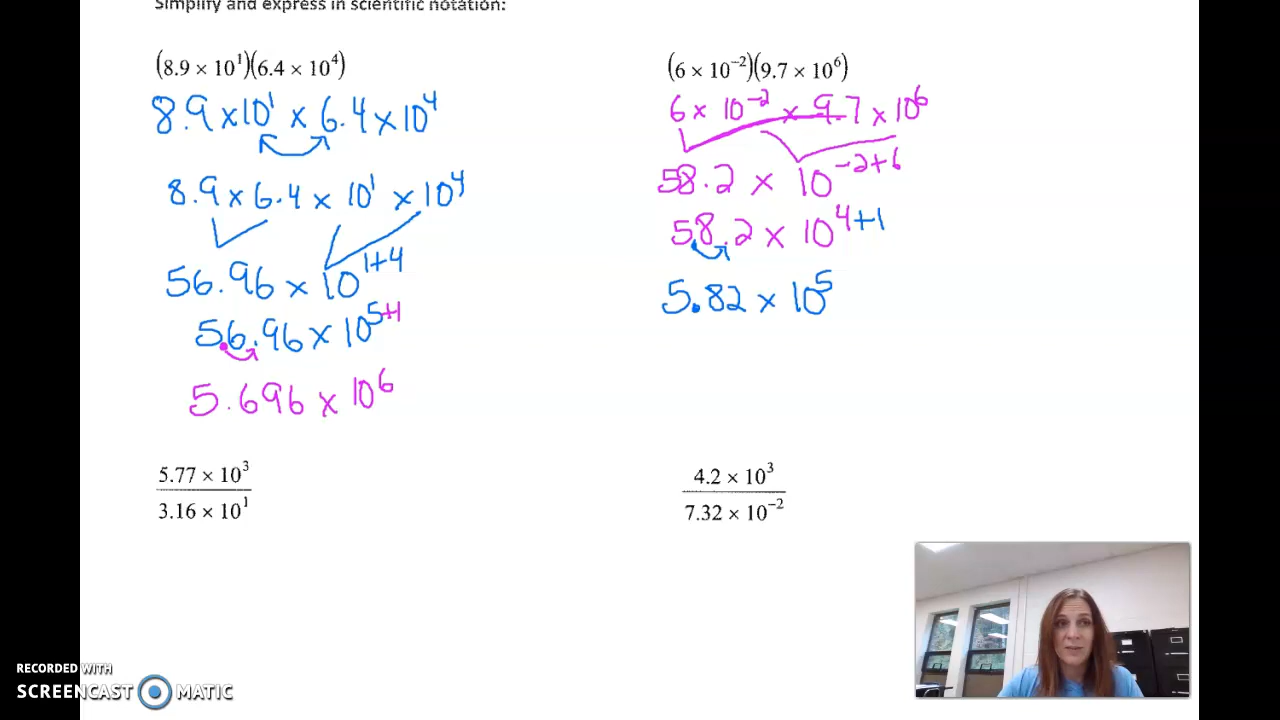 Simplify and express in scientific notation:
(8.9 × 10¹)(6.4 × 10⁴)
8.9 × 10¹ × 6.4 × 10⁴
8.9 × 6.4 × 10¹ × 10⁴
56.96 × 10¹⁺⁴
56.96 × 10⁵⁺¹
5.696 × 10⁶
(6 × 10⁻²)(9.7 × 10⁶)
6 × 10⁻² × 9.7 × 10⁶
58.2 × 10⁻²⁺⁶
58.2 × 10⁴⁺¹
5.82 × 10⁵
5.77 × 10³
3.16 × 10¹
4.2 × 10³
7.32 × 10⁻²
RECORDED WITH
SCREENCAST MATIC